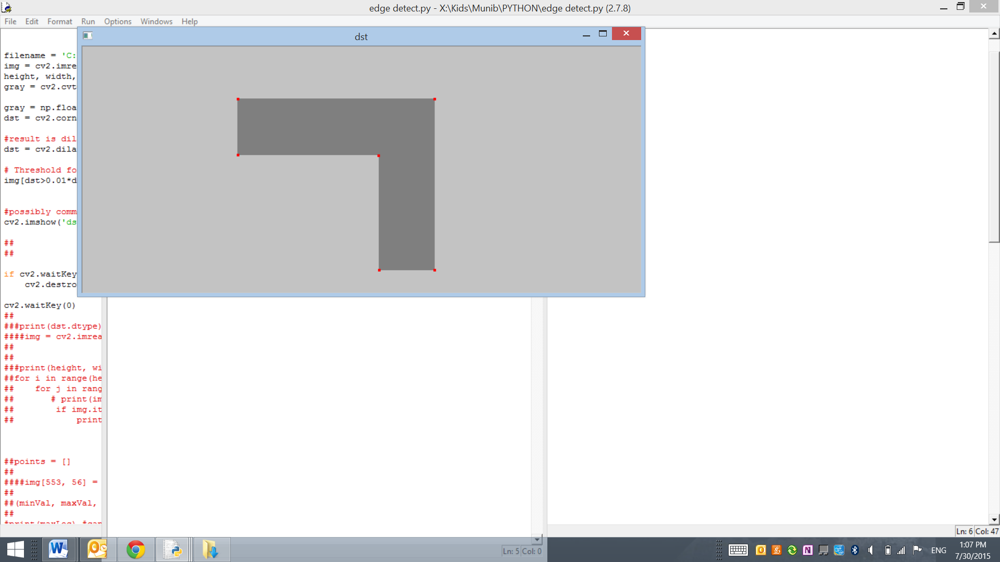 edge detect.py - X:\Kids\Munib\PYTHON\edge detect.py (2.7.8)
File Edit Format Run Options Windows Help
dst
filename = 'C:
img = cv2.imre
height, width,
gray = cv2.cvt
gray = np.floa
dst = cv2.corn
#result is dil
dst = cv2.dila
# Threshold fo
img[dst>0.01*d
#possibly comm
cv2.imshow('ds
##
##
if cv2.waitKey
cv2.destro
cv2.waitKey(0)
##
###print(dst.dtype)
####img = cv2.imrea
##
##
###print(height, wi
##for i in range(he
## for j in rang
## # print(im
## if img.it
## print
##points = []
##
####img[553, 56] =
##
##(minVal, maxVal,
##
#print(maxLoc) #can
Ln: 6 Col: 47
Ln: 5 Col: 0
ENG
1:07 PM
7/30/2015